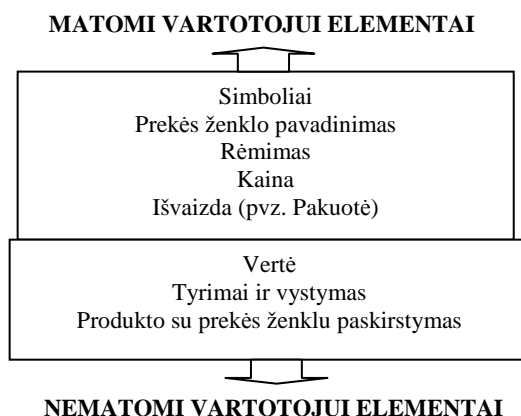 MATOMI VARTOTOJUI ELEMENTAI
Simboliai
Prekės ženklo pavadinimas
Rėmimas
Kaina
Išvaizda (pvz. Pakuotė)
Vertė
Tyrimai ir vystymas
Produkto su prekės ženklu paskirstymas
NEMATOMI VARTOTOJUI ELEMENTAI